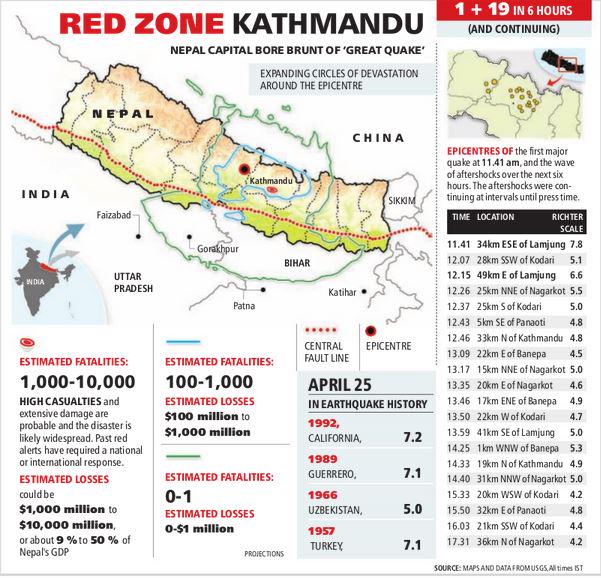 RED ZONE KATHMANDU
NEPAL CAPITAL BORE BRUNT OF ‘GREAT QUAKE’
EXPANDING CIRCLES OF DEVASTATION
AROUND THE EPICENTRE
NEPAL
CHINA
Kathmandu
INDIA
SIKKIM
Faizabad
Gorakhpur
BIHAR
INDIA
UTTAR
PRADESH
Patna
Katihar
ESTIMATED FATALITIES:
1,000-10,000
HIGH CASUALTIES and
extensive damage are
probable and the disaster is
likely widespread. Past red
alerts have required a national
or international response.
ESTIMATED LOSSES
could be
$1,000 million to
$10,000 million,
or about 9 % to 50 % of
Nepal's GDP
ESTIMATED FATALITIES:
100-1,000
ESTIMATED LOSSES
$100 million to
$1,000 million
ESTIMATED FATALITIES:
0-1
ESTIMATED LOSSES
0-$1 million
PROJECTIONS
CENTRAL
FAULT LINE
EPICENTRE
APRIL 25
IN EARTHQUAKE HISTORY
1992,
CALIFORNIA, 7.2
1989
GUERRERO, 7.1
1966
UZBEKISTAN, 5.0
1957
TURKEY, 7.1
1 + 19 IN 6 HOURS
(AND CONTINUING)
EPICENTRES OF the first major
quake at 11.41 am, and the wave
of aftershocks over the next six
hours. The aftershocks were con-
tinuing at intervals until press time.
TIME LOCATION RICHTER
SCALE
11.41 34km ESE of Lamjung 7.8
12.07 28km SSW of Kodari 5.1
12.15 49km E of Lamjung 6.6
12.26 25km NNE of Nagarkot 5.5
12.37 25km S of Kodari 5.0
12.43 5km SE of Panaoti 4.8
12.46 33km N of Kathmandu 4.8
13.09 22km E of Banepa 4.5
13.17 15km NNE of Nagarkot 5.0
13.35 20km E of Nagarkot 4.6
13.46 17km ENE of Banepa 4.9
13.50 22km W of Kodari 4.7
13.59 41km SE of Lamjung 5.0
14.25 1km WNW of Banepa 5.3
14.33 19km N of Kathmandu 4.9
14.40 31km NNW of Nagarkot 5.0
15.33 20km WSW of Kodari 4.2
15.50 32km E of Panaoti 4.8
16.03 21km SSW of Kodari 4.4
17.31 36km N of Nagarkot 4.2
SOURCE: MAPS AND DATA FROM USGS, All times IST